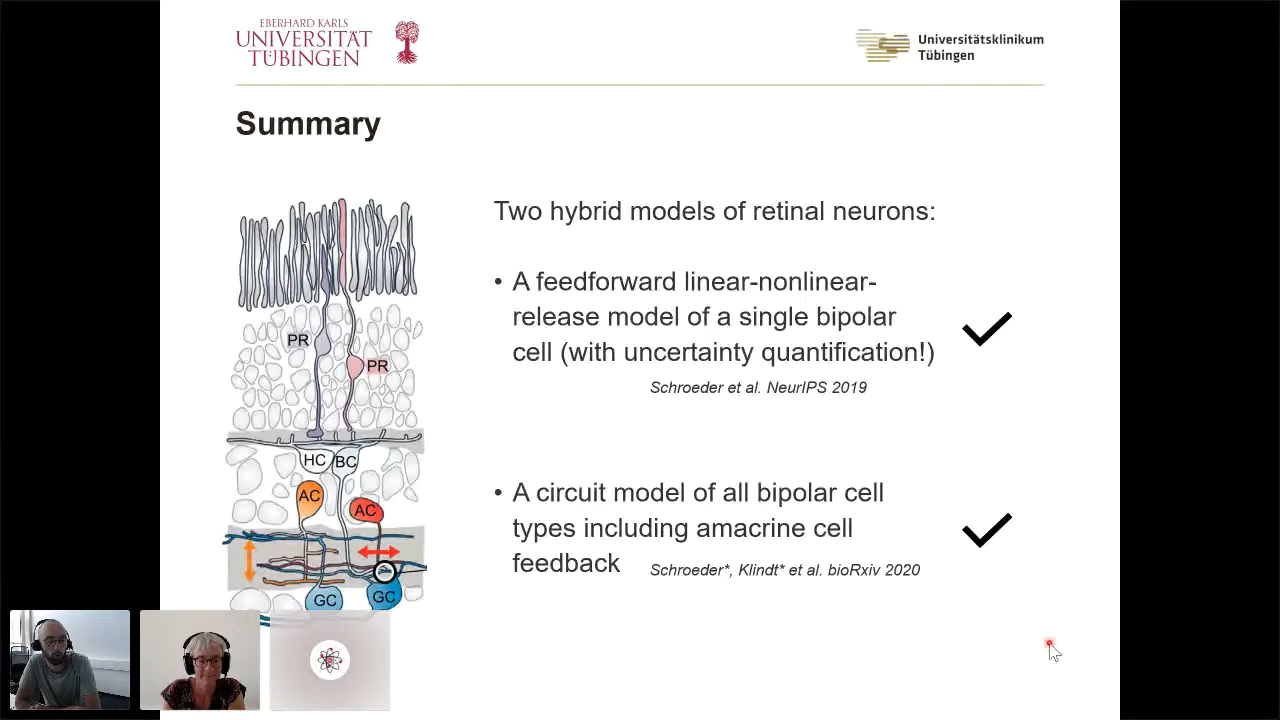 EBERHARD KARLS
UNIVERSITÄT
TÜBINGEN
Universitätsklinikum
Tübingen
Summary
Two hybrid models of retinal neurons:
• A feedforward linear-nonlinear-
release model of a single bipolar
cell (with uncertainty quantification!)
Schroeder et al. NeurIPS 2019
• A circuit model of all bipolar cell
types including amacrine cell
feedback
Schroeder*, Klindt* et al. bioRxiv 2020
PR
PR
HC
BC
AC
AC
GC
GC